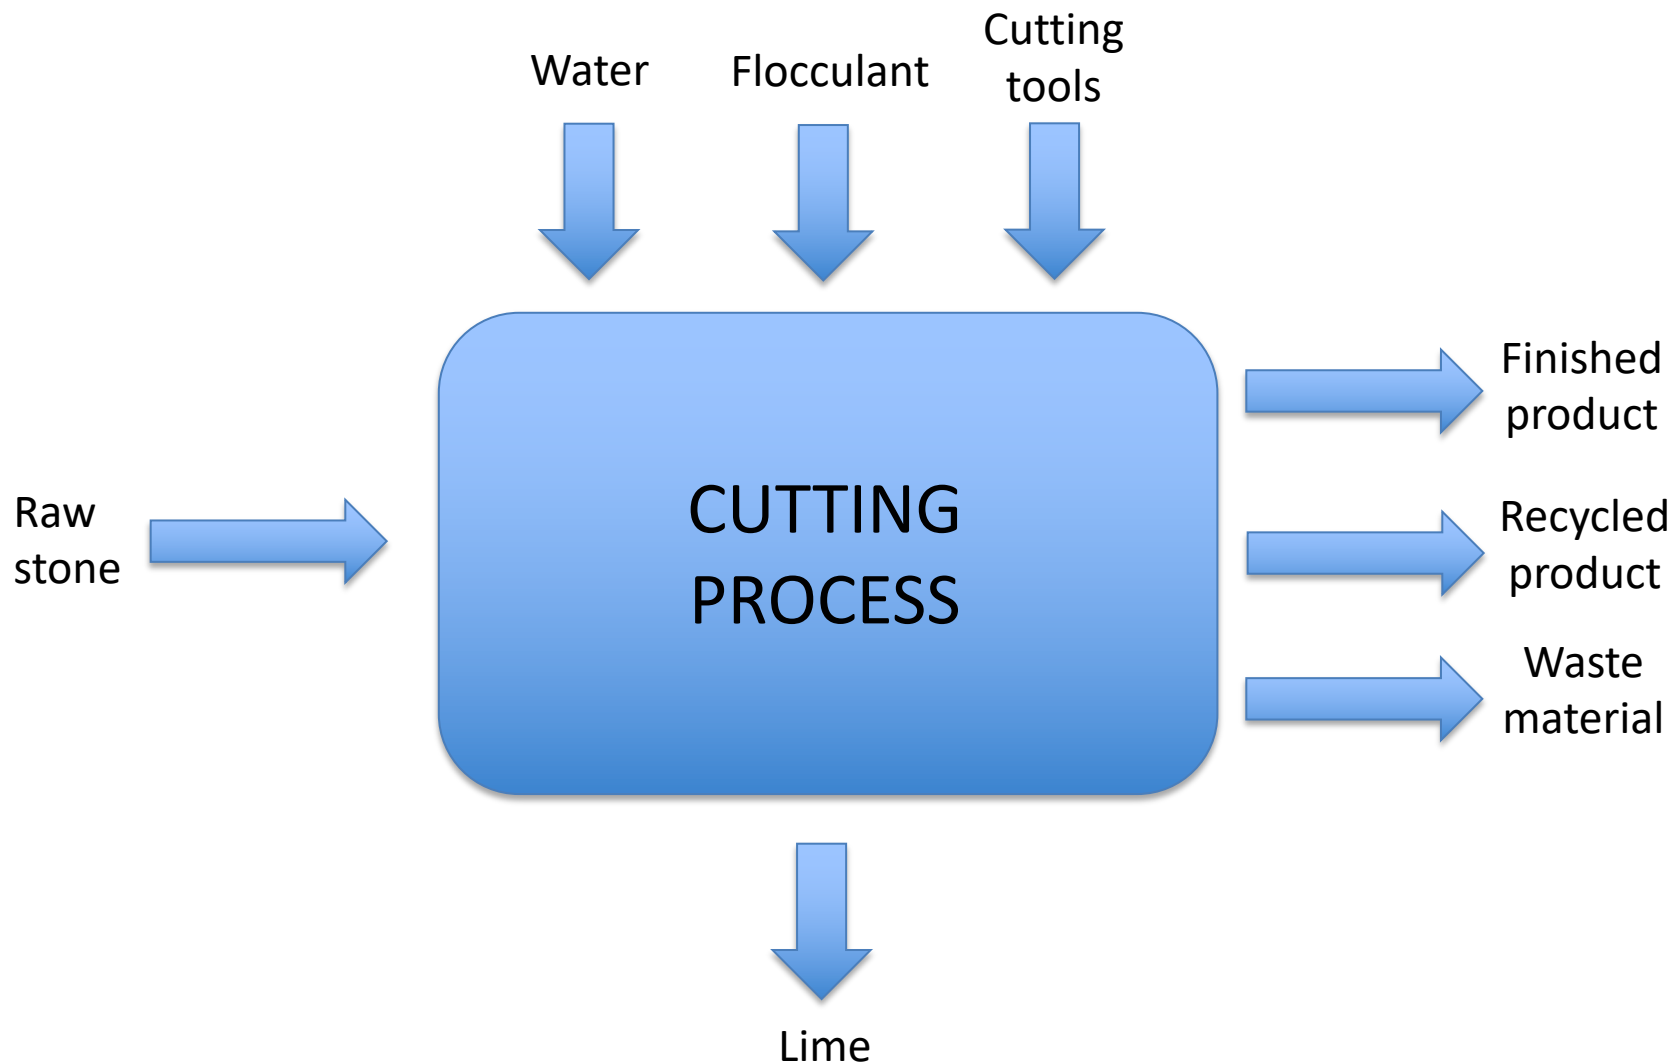 Water
Flocculant
Cutting
tools
Raw
stone
CUTTING
PROCESS
Finished
product
Recycled
product
Waste
material
Lime